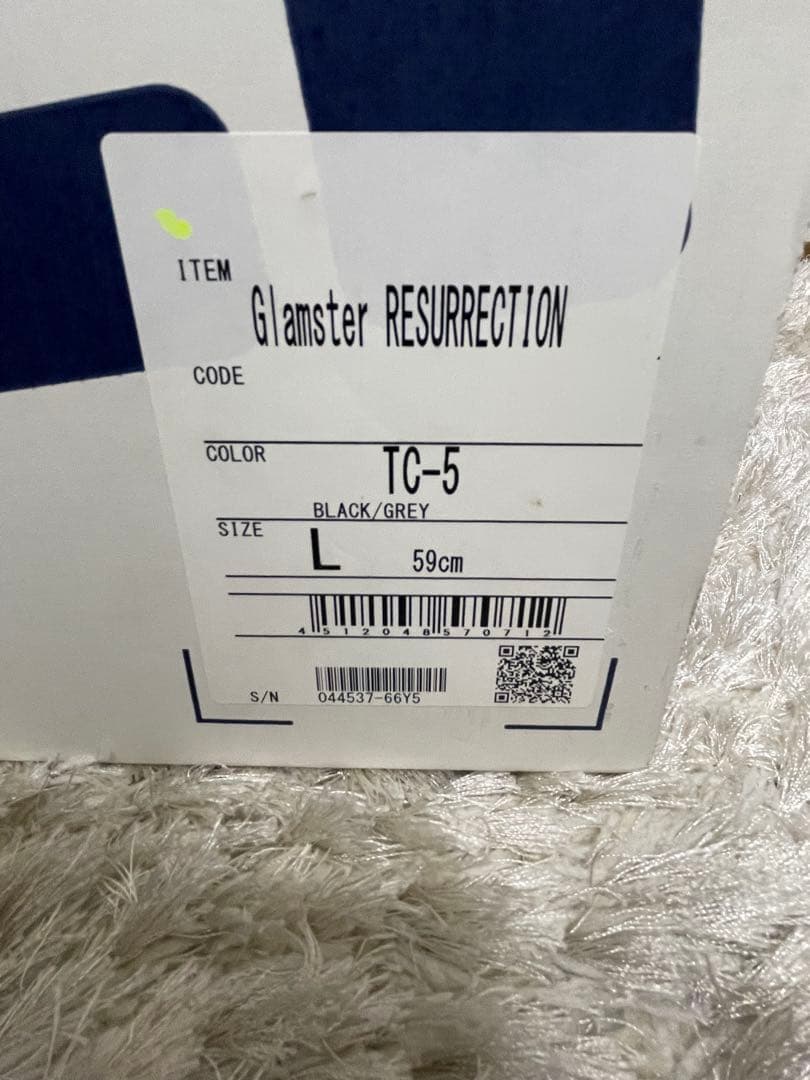 ITEM
Glamster RESURRECTION
CODE
COLOR
TC-5
BLACK/GREY
SIZE
L 59cm
4512048570712
S/N 044537-66Y5